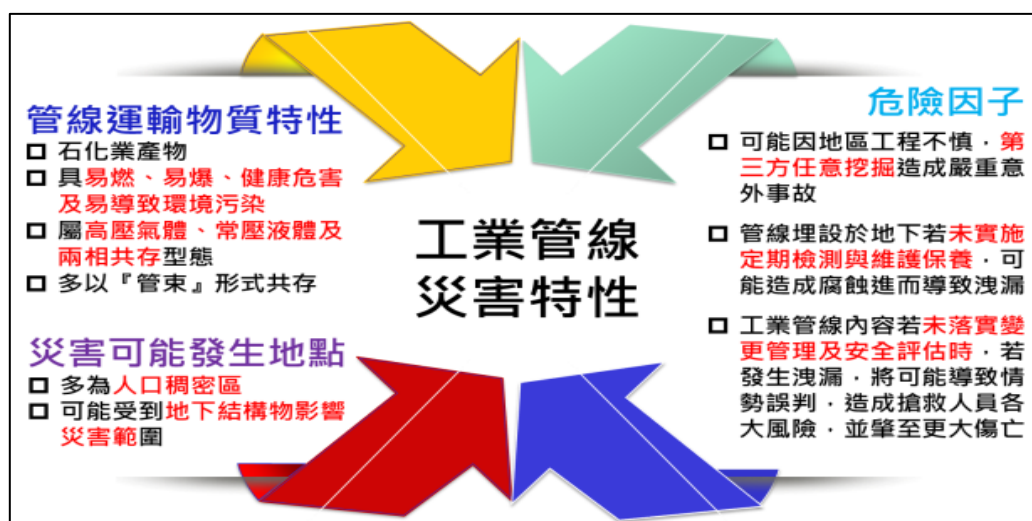 管線運輸物質特性
石化業產物
具易燃、易爆、健康危害
及易導致環境污染
屬高壓氣體、常壓液體及
兩相共存型態
多以『管束』形式共存
災害可能發生地點
多為人口稠密區
可能受到地下結構物影響
災害範圍
工業管線
災害特性
危險因子
可能因地區工程不慎，第
三方任意挖掘造成嚴重意
外事故
管線埋設於地下若未實施
定期檢測與維護保養，可
能造成腐蝕進而導致洩漏
工業管線內容若未落實變
更管理及安全評估時，若
發生洩漏，將可能導致情
勢誤判，造成搶救人員各
大風險，並肇至更大傷亡